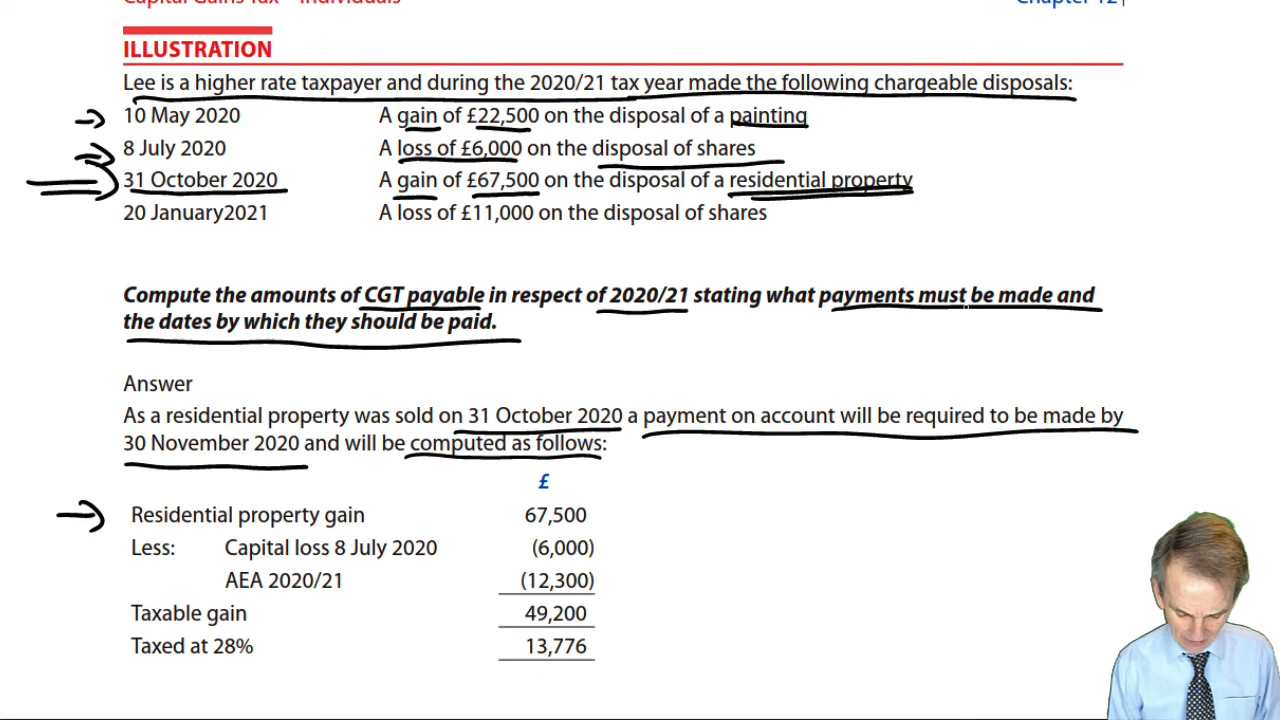 Capital Gains Tax – Individuals Chapter 12
ILLUSTRATION
Lee is a higher rate taxpayer and during the 2020/21 tax year made the following chargeable disposals:
10 May 2020 A gain of £22,500 on the disposal of a painting
8 July 2020 A loss of £6,000 on the disposal of shares
31 October 2020 A gain of £67,500 on the disposal of a residential property
20 January2021 A loss of £11,000 on the disposal of shares
Compute the amounts of CGT payable in respect of 2020/21 stating what payments must be made and
the dates by which they should be paid.
Answer
As a residential property was sold on 31 October 2020 a payment on account will be required to be made by
30 November 2020 and will be computed as follows:
£
Residential property gain 67,500
Less: Capital loss 8 July 2020 (6,000)
AEA 2020/21 (12,300)
Taxable gain 49,200
Taxed at 28% 13,776